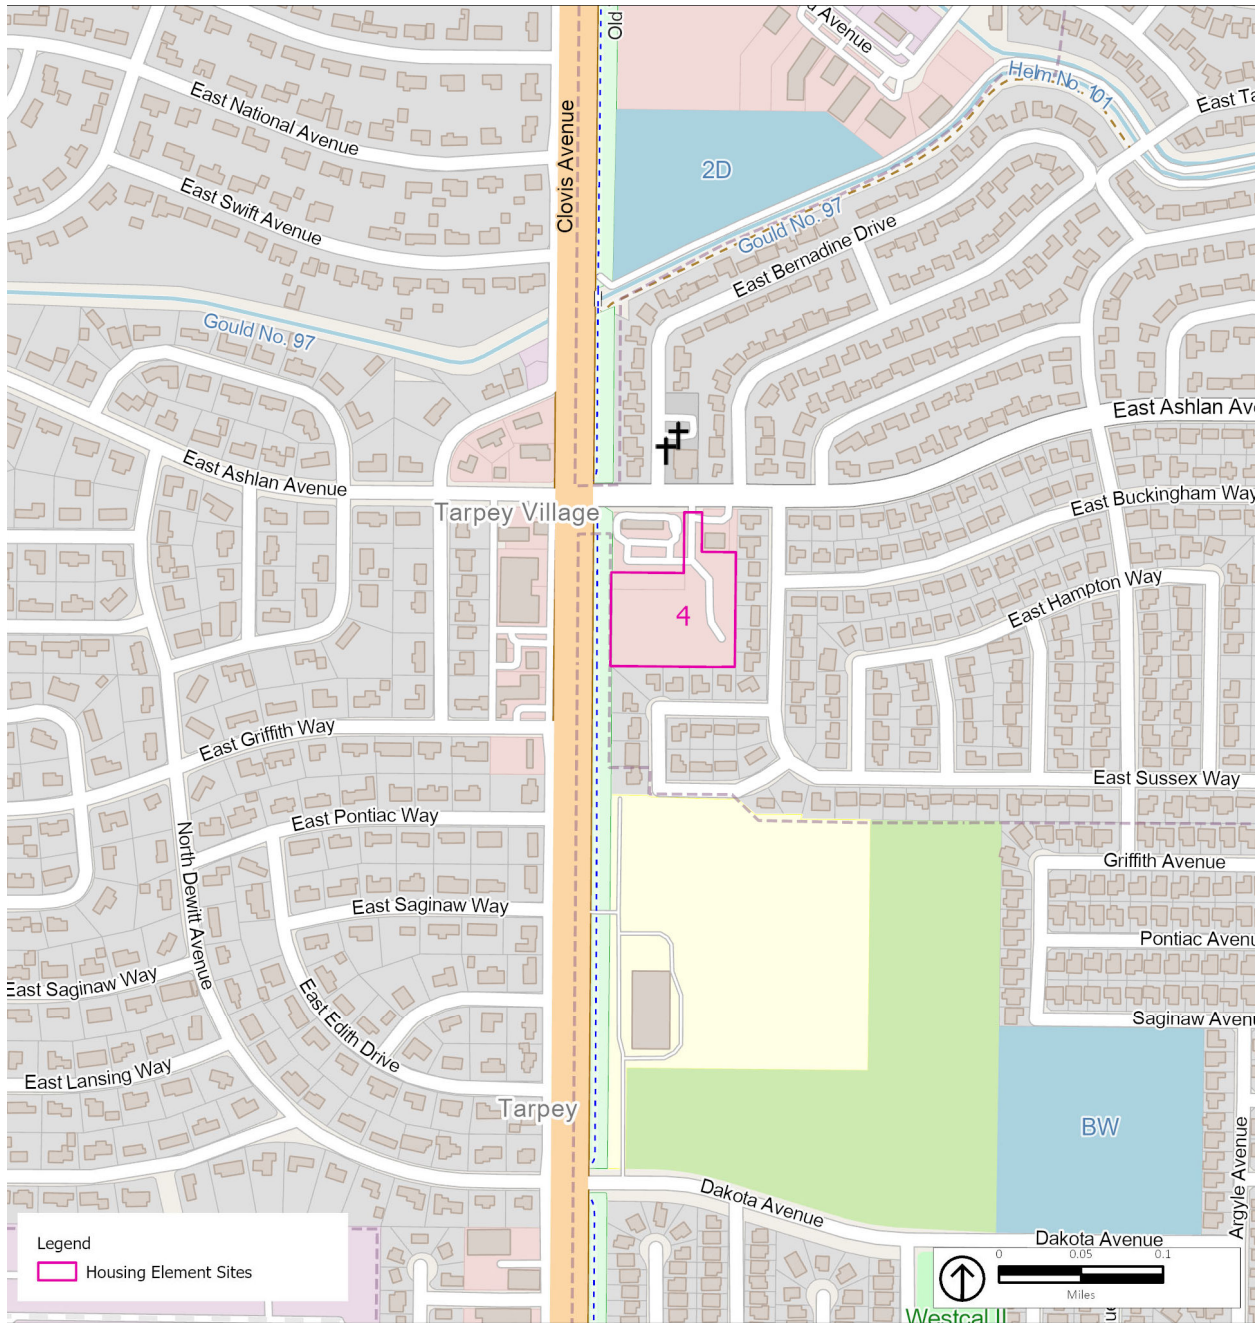 Old
Avenue
Helm No. 101
East National Avenue
Clovis Avenue
East Ta
2D
East Swift Avenue
Gould No. 97
East Bernadine Drive
Gould No. 97
East Ashlan Av
East Ashlan Avenue
Tarpey Village
East Buckingham Way
East Hampton Way
4
East Griffith Way
East Sussex Way
East Pontiac Way
North Dewitt Avenue
Griffith Avenue
East Saginaw Way
Pontiac Avenu
East Saginaw Way
East Edith Drive
Saginaw Avenu
East Lansing Way
Tarpey
BW
Argyle Avenue
Dakota Avenue
Dakota Avenue
Legend
Housing Element Sites
0 0.05 0.1
Miles
Westcal II